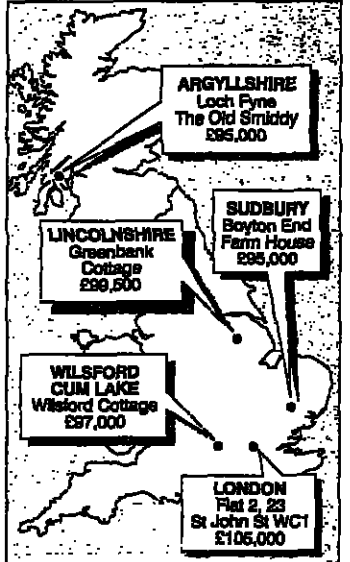 ARGYLLSHIRE
Loch Fyne
The Old Smiddy
£95,000
SUDBURY
Boyton End
Farm House
£95,000
LINCOLNSHIRE
Greenbank
Cottage
£99,500
WILSFORD
CUM LAKE
Wilsford Cottage
£97,000
LONDON
Flat 2, 23
St John St WC1
£105,000